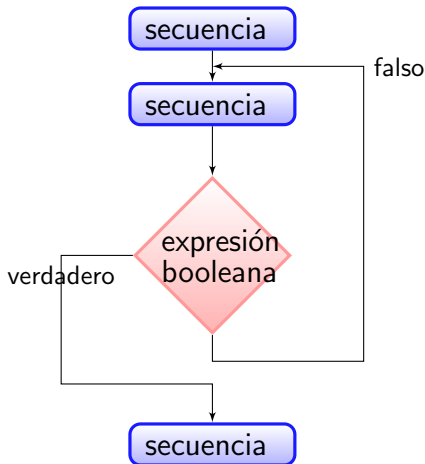 secuencia
falso
secuencia
expresión
booleana
verdadero
secuencia